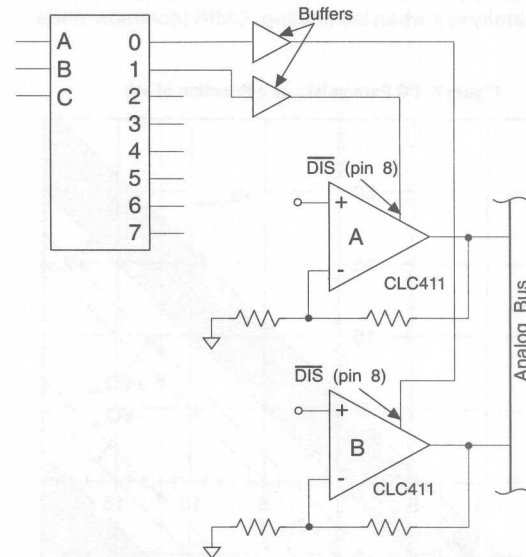 Buffers
A 0
B 1
C 2
3
4
5
6
7
DIS (pin 8)
+
A
-
CLC411
DIS (pin 8)
+
B
-
CLC411
Analog Bus